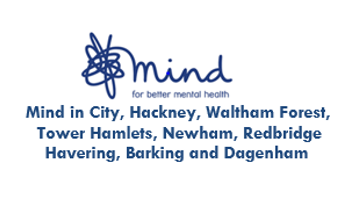 mind
for better mental health
Mind in City, Hackney, Waltham Forest,
Tower Hamlets, Newham, Redbridge
Havering, Barking and Dagenham